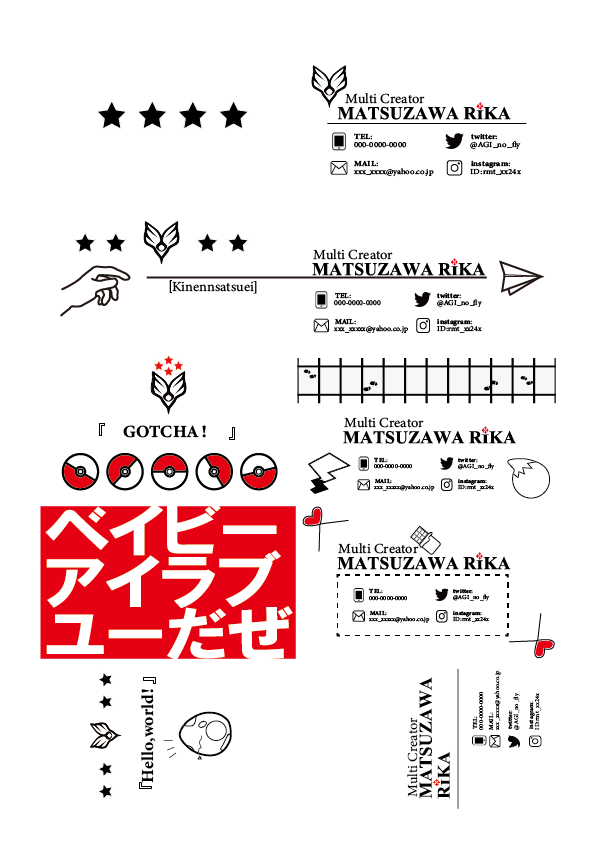 Multi Creator
MATSUZAWA RiKA
TEL:
000-0000-0000
twitter:
@AGI_no_fly
MAIL:
xxx_xxxx@yahoo.co.jp
instagram:
ID:rmt_xx24x
[Kinennsatsuei]
Multi Creator
MATSUZAWA RiKA
TEL:
000-0000-0000
twitter:
@AGI_no_fly
MAIL:
xxx_xxxxx@yahoo.co.jp
instagram:
ID:rmt_xx24x
『 GOTCHA ! 』
Multi Creator
MATSUZAWA RiKA
TEL:
000-0000-0000
twitter:
@AGI_no_fly
MAIL:
xxx_xxxxx@yahoo.co.jp
instagram:
ID:rmt_xx24x
ベイビー
アイラブ
ユーだぜ
Multi Creator
MATSUZAWA RiKA
TEL:
000-0000-0000
twitter:
@AGI_no_fly
MAIL:
xxx_xxxxx@yahoo.co.jp
instagram:
ID:rmt_xx24x
『Hello,world! 』
Multi Creator
MATSUZAWA
RiKA
TEL:
000-0000-0000
MAIL:
xxx_xxxxx@yahoo.co.jp
twitter:
@AGI_no_fly
instagram:
ID:rmt_xx24x